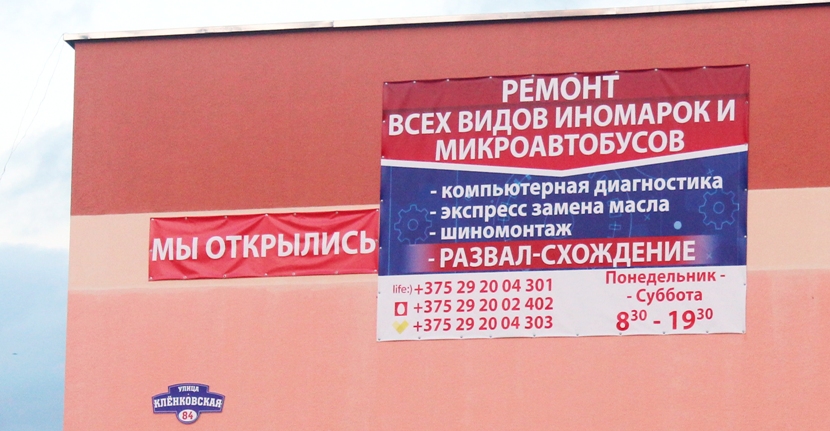 РЕМОНТ
ВСЕХ ВИДОВ ИНОМАРОК И
МИКРОАВТОБУСОВ
- компьютерная диагностика
- экспресс замена масла
- шиномонтаж
- РАЗВАЛ-СХОЖДЕНИЕ
МЫ ОТКРЫЛИСЬ
life:) +375 29 20 04 301
+375 29 20 02 402
+375 29 20 04 303
Понедельник -
- Суббота
8³⁰ - 19³⁰
УЛИЦА
КЛЁНКОВСКАЯ
84